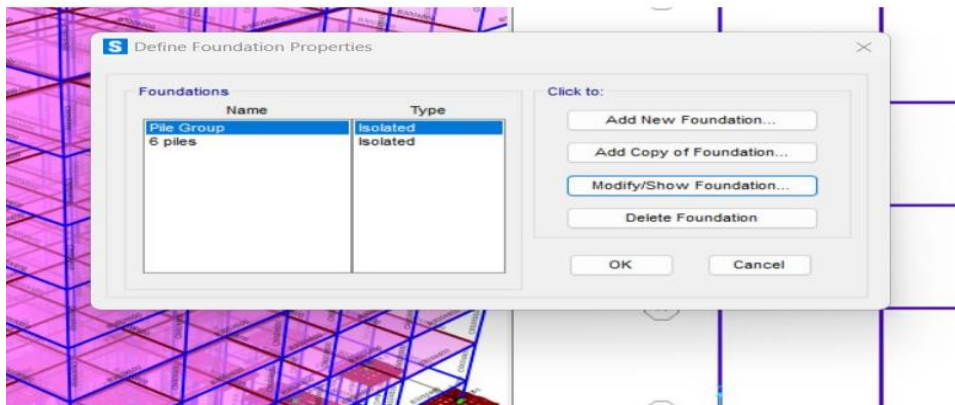 S Define Foundation Properties
Foundations
Name Type
Pile Group Isolated
6 piles Isolated
Click to:
Add New Foundation...
Add Copy of Foundation...
Modify/Show Foundation...
Delete Foundation
OK Cancel